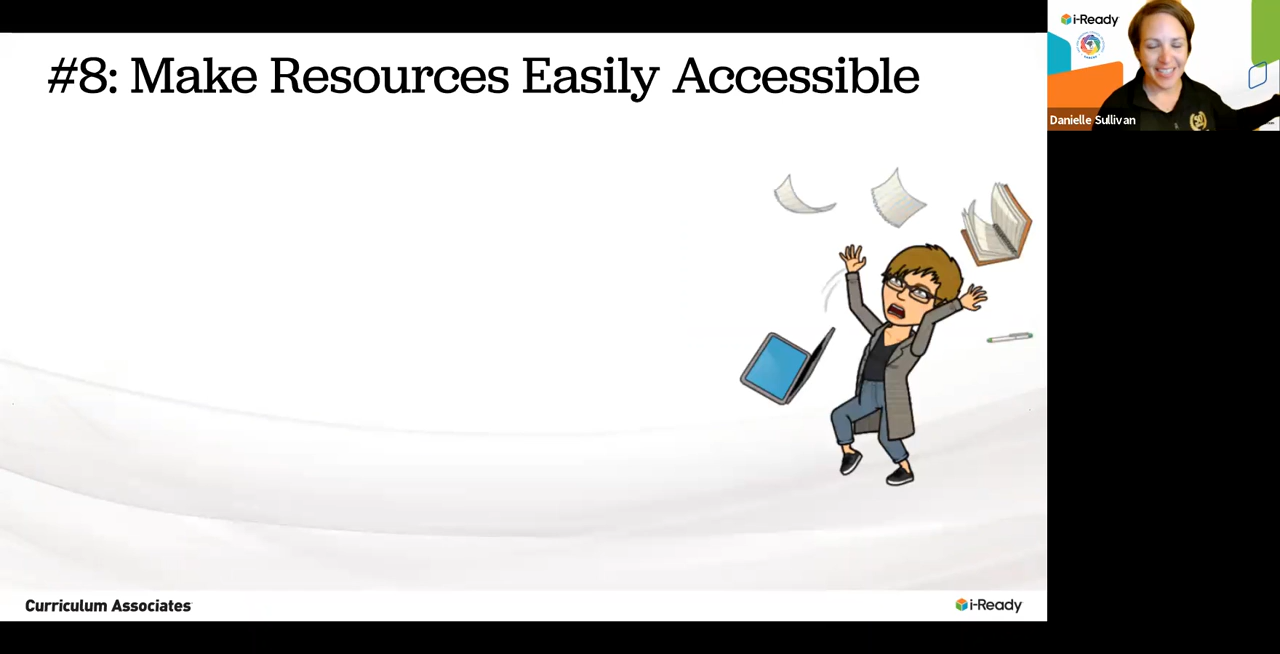 #8: Make Resources Easily Accessible
i-Ready
Danielle Sullivan
Curriculum Associates
i-Ready